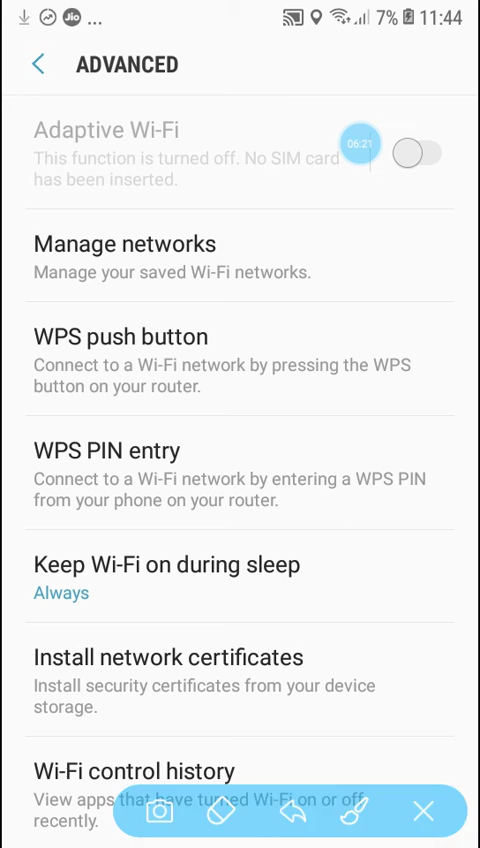 Jio ... 7% 11:44
ADVANCED
Adaptive Wi-Fi
This function is turned off. No SIM card
has been inserted.
06:21
Manage networks
Manage your saved Wi-Fi networks.
WPS push button
Connect to a Wi-Fi network by pressing the WPS
button on your router.
WPS PIN entry
Connect to a Wi-Fi network by entering a WPS PIN
from your phone on your router.
Keep Wi-Fi on during sleep
Always
Install network certificates
Install security certificates from your device
storage.
Wi-Fi control history
View apps that have turned Wi-Fi on or off
recently.